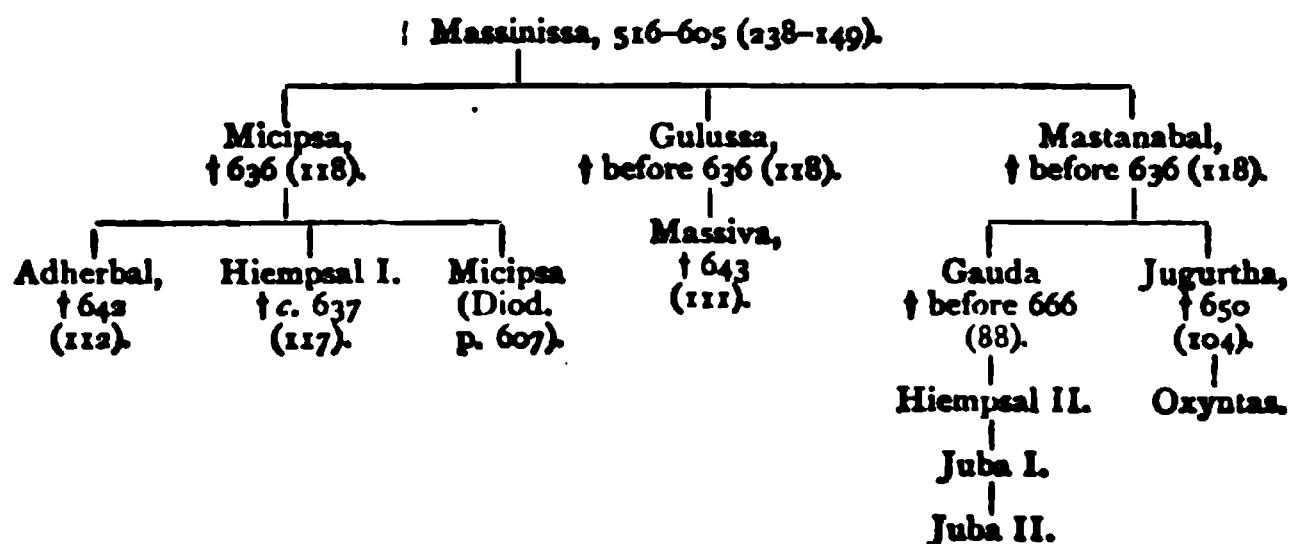 Massinissa, 516–605 (238–149).
Micipsa, † 636 (118).
Gulussa, † before 636 (118).
Mastanabal, † before 636 (118).
Adherbal, † 642 (112).
Hiempsal I. † c. 637 (117).
Micipsa (Diod. p. 607).
Massiva, † 643 (111).
Gauda † before 666 (88).
Jugurtha, † 650 (104).
Hiempsal II.
Oxyntas.
Juba I.
Juba II.